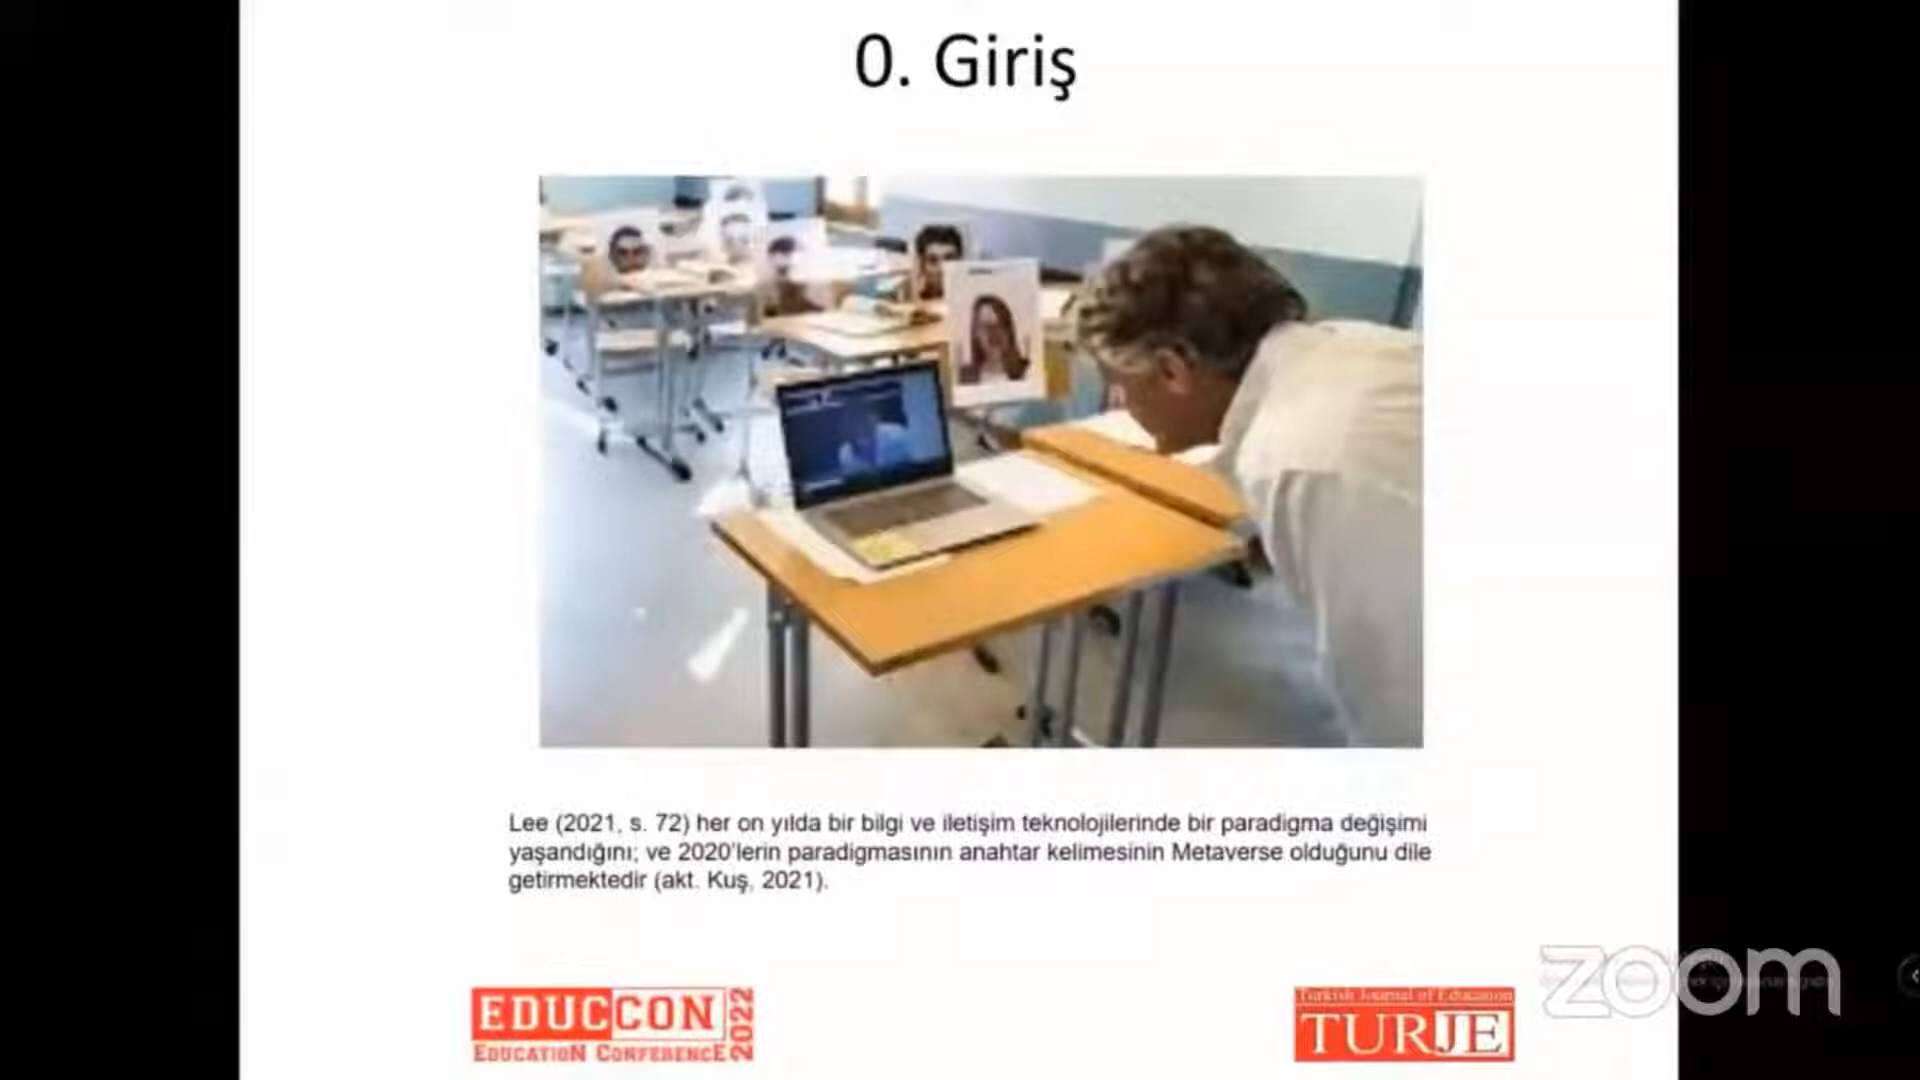 0. Giriş
Lee (2021, s. 72) her on yılda bir bilgi ve iletişim teknolojilerinde bir paradigma değişimi
yaşandığını; ve 2020'lerin paradigmasının anahtar kelimesinin Metaverse olduğunu dile
getirmektedir (akt. Kuş, 2021).
EDUCCON
2022
EDUCATION CONFERENCE
Turkish Journal of Education
TURJE
zoom